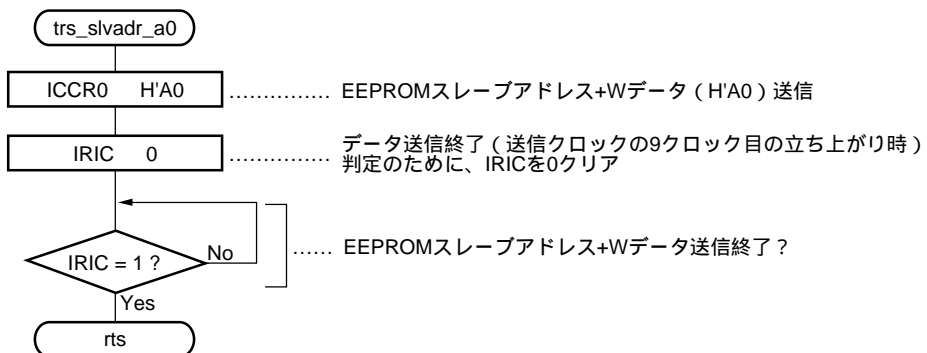 trs_slvadr_a0
ICCR0 H'A0 ............... EEPROMスレーブアドレス+Wデータ(H'A0)送信
IRIC 0 ............... データ送信終了(送信クロックの9クロック目の立ち上がり時)
判定のために、IRICを0クリア
IRIC = 1 ? No ...... EEPROMスレーブアドレス+Wデータ送信終了?
Yes
rts